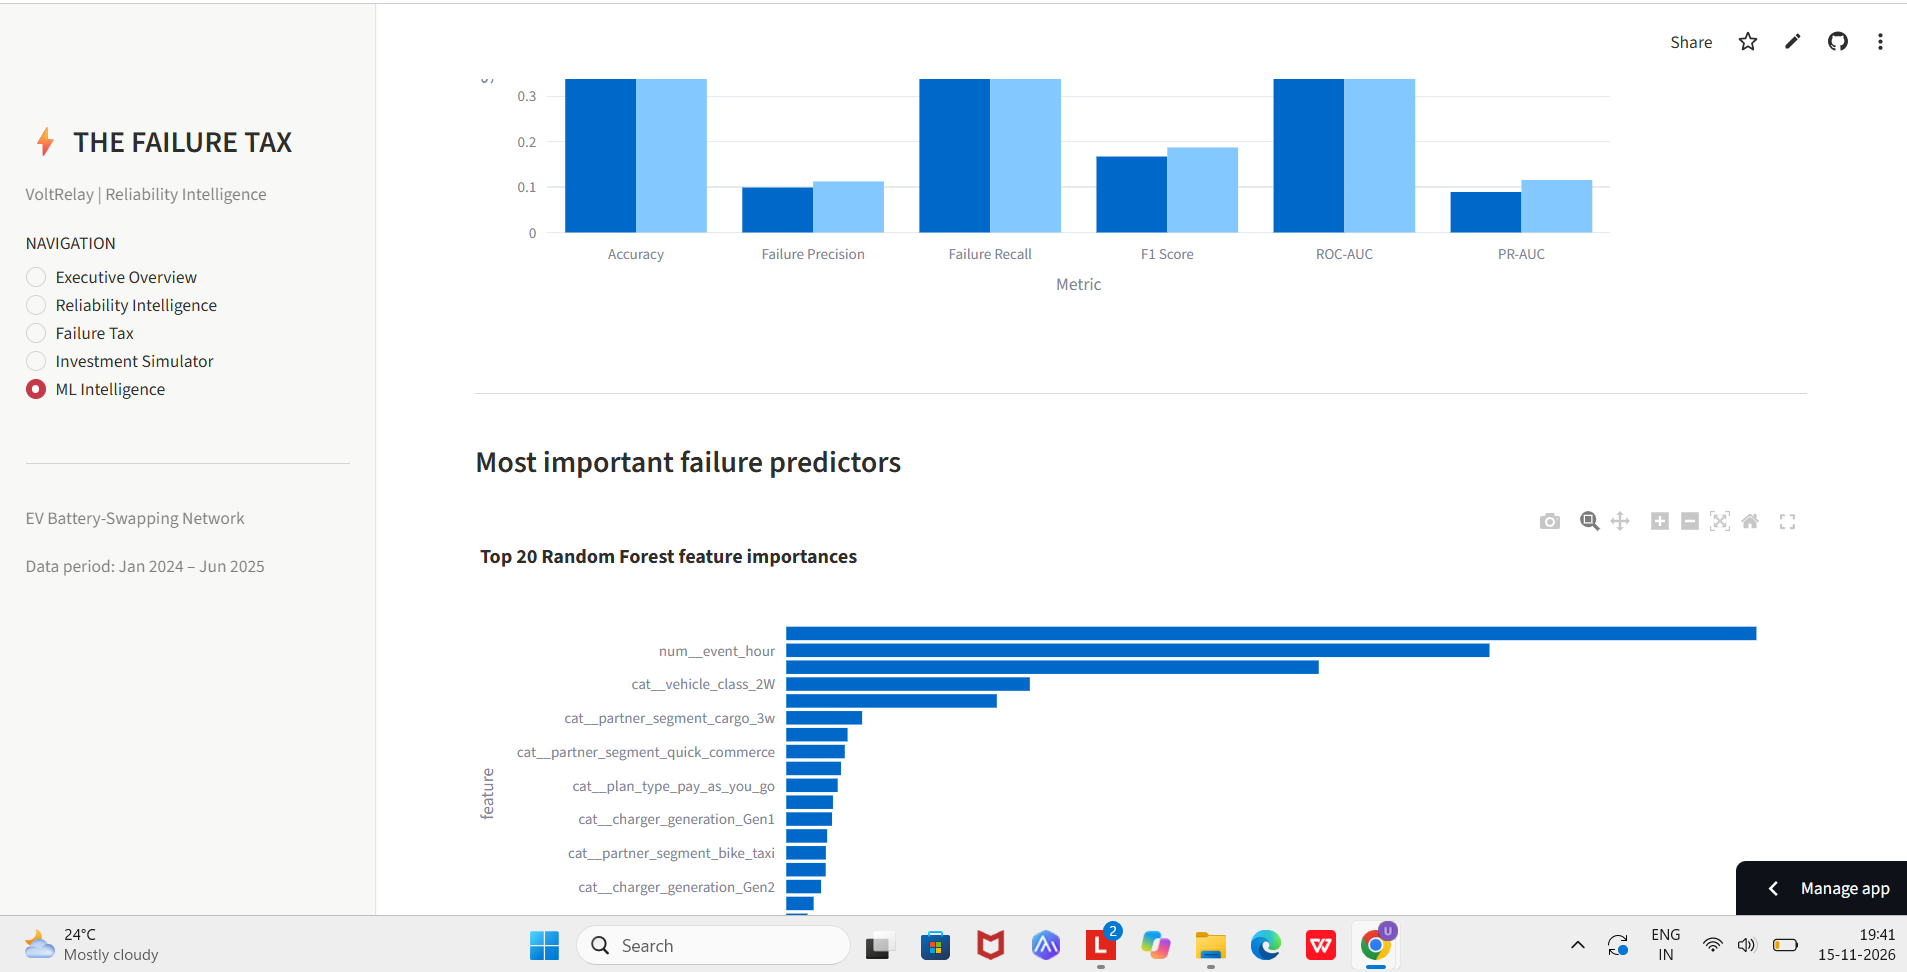 Share
THE FAILURE TAX
VoltRelay | Reliability Intelligence
NAVIGATION
Executive Overview
Reliability Intelligence
Failure Tax
Investment Simulator
ML Intelligence
EV Battery-Swapping Network
Data period: Jan 2024 – Jun 2025
0.3
0.2
0.1
0
Accuracy
Failure Precision
Failure Recall
F1 Score
ROC-AUC
PR-AUC
Metric
Most important failure predictors
Top 20 Random Forest feature importances
num__event_hour
cat__vehicle_class_2W
cat__partner_segment_cargo_3w
cat__partner_segment_quick_commerce
cat__plan_type_pay_as_you_go
cat__charger_generation_Gen1
cat__partner_segment_bike_taxi
cat__charger_generation_Gen2
feature
Manage app
24°C
Mostly cloudy
Search
L
2
W
U
ENG
IN
19:41
15-11-2026